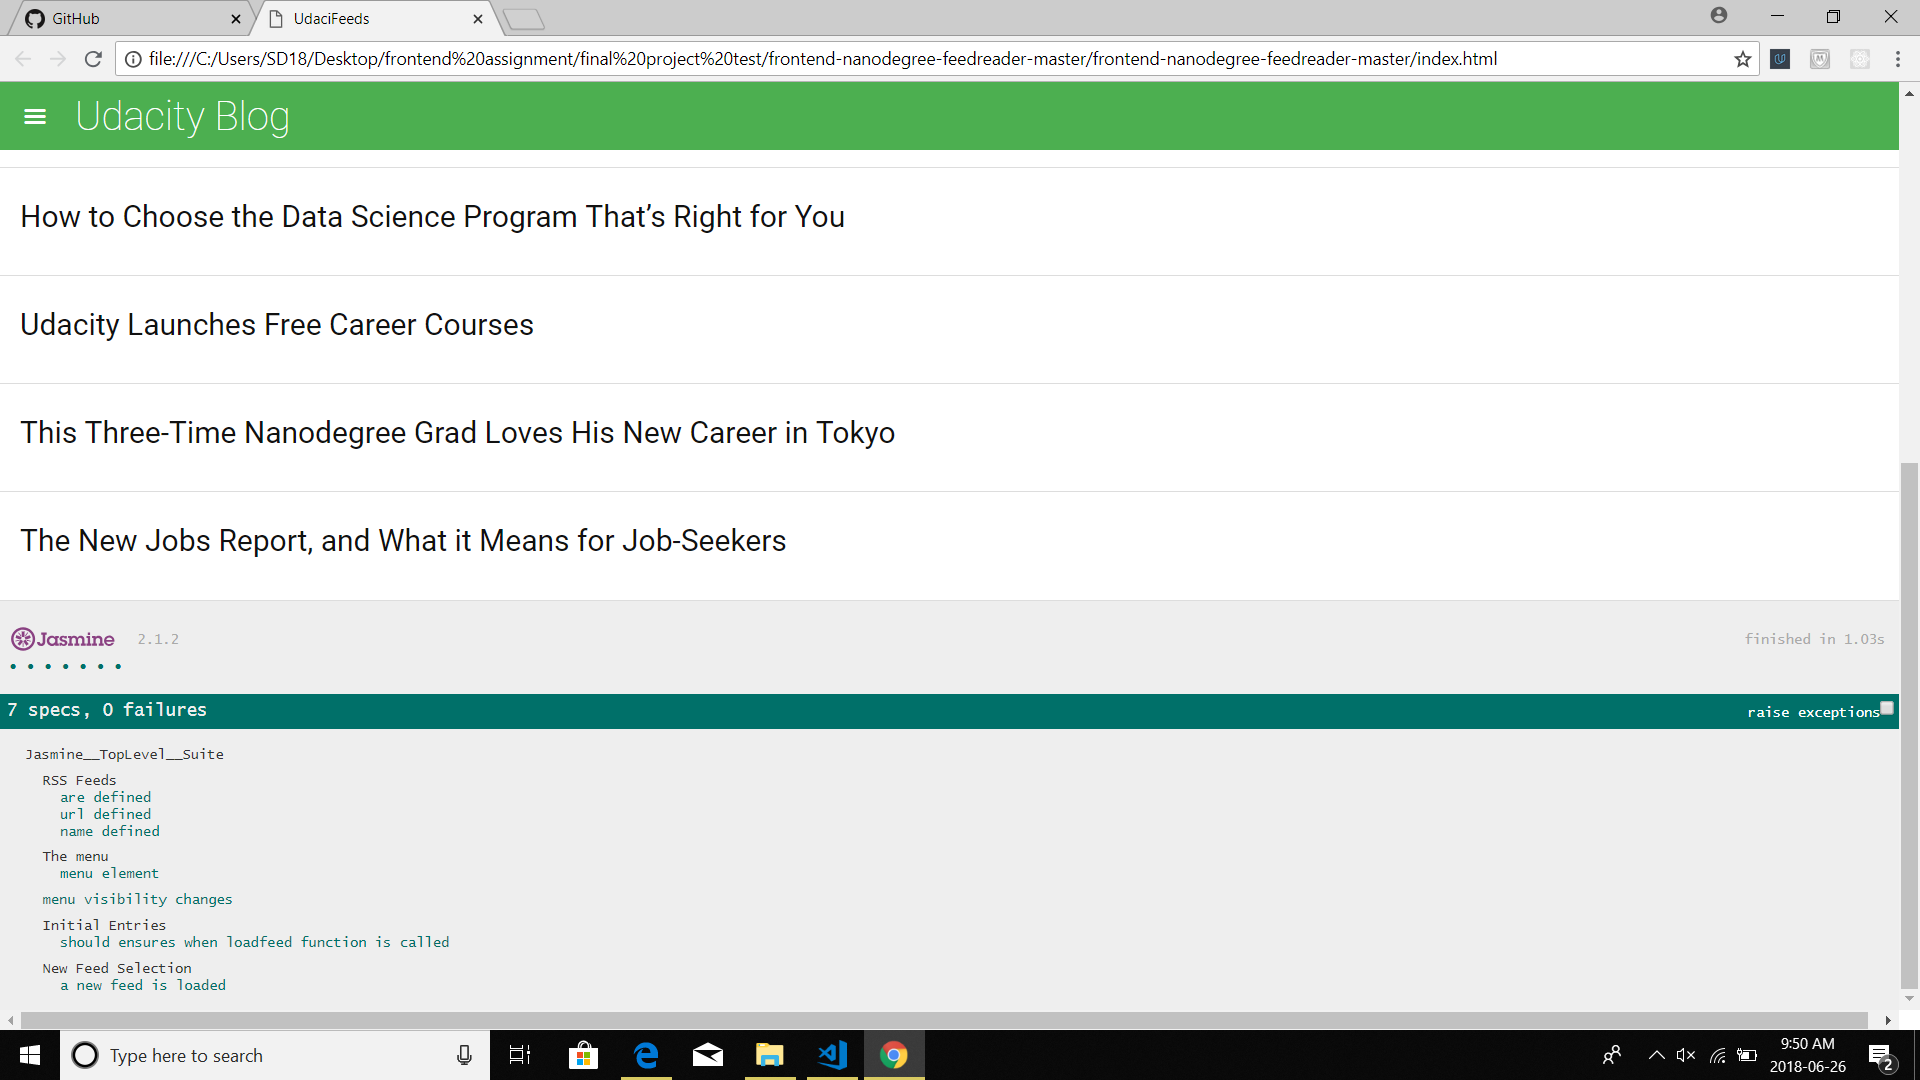 GitHub
UdaciFeeds
file:///C:/Users/SD18/Desktop/frontend%20assignment/final%20project%20test/frontend-nanodegree-feedreader-master/frontend-nanodegree-feedreader-master/index.html
Udacity Blog
How to Choose the Data Science Program That’s Right for You
Udacity Launches Free Career Courses
This Three-Time Nanodegree Grad Loves His New Career in Tokyo
The New Jobs Report, and What it Means for Job-Seekers
Jasmine 2.1.2 finished in 1.03s
7 specs, 0 failures raise exceptions
Jasmine__TopLevel__Suite
RSS Feeds
are defined
url defined
name defined
The menu
menu element
menu visibility changes
Initial Entries
should ensures when loadfeed function is called
New Feed Selection
a new feed is loaded
Type here to search
9:50 AM
2018-06-26
2